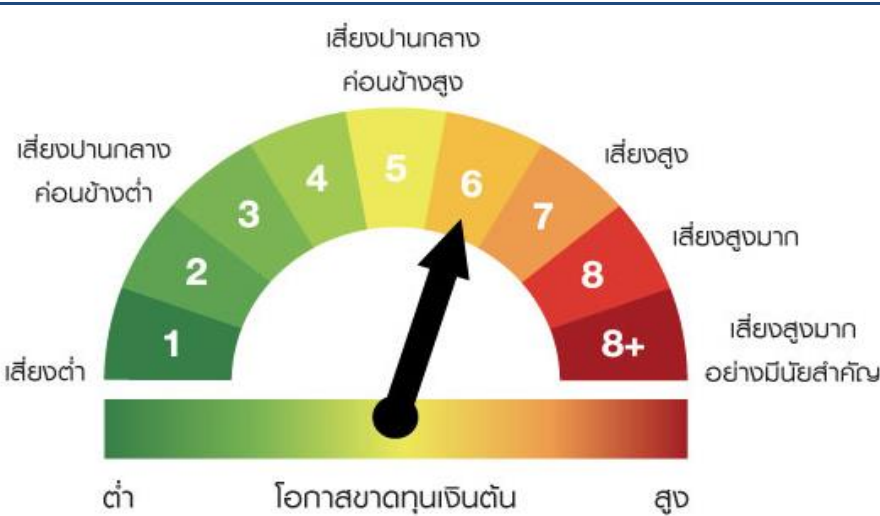 เสี่ยงปานกลาง
ค่อนข้างสูง
เสี่ยงปานกลาง
ค่อนข้างต่ำ
เสี่ยงสูง
เสี่ยงสูงมาก
เสี่ยงต่ำ
เสี่ยงสูงมาก
อย่างมีนัยสำคัญ
1
2
3
4
5
6
7
8
8+
ต่ำ โอกาสขาดทุนเงินต้น สูง